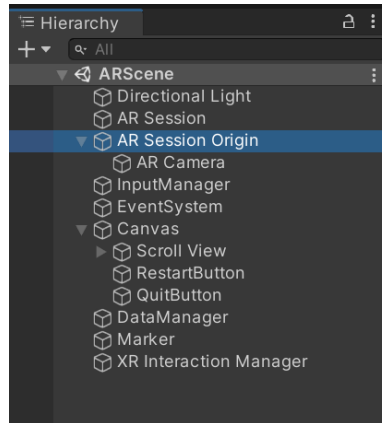 Hierarchy
All
ARScene
Directional Light
AR Session
AR Session Origin
AR Camera
InputManager
EventSystem
Canvas
Scroll View
RestartButton
QuitButton
DataManager
Marker
XR Interaction Manager